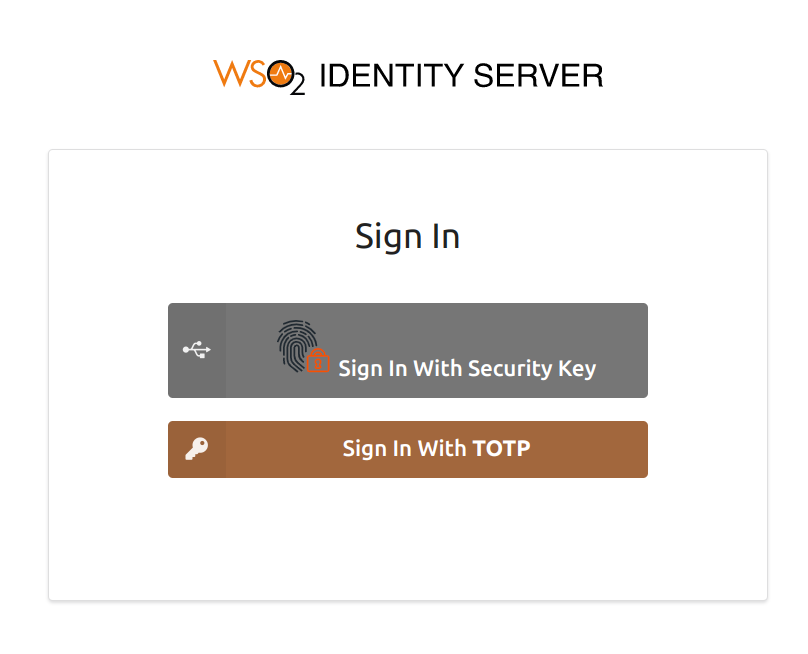 WSO2 IDENTITY SERVER
Sign In
Sign In With Security Key
Sign In With TOTP